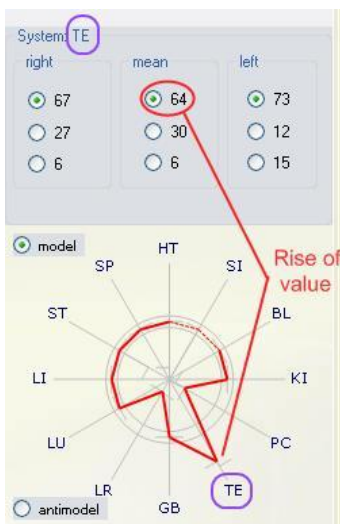 System: TE
right mean left
67 64 73
27 30 12
6 6 15
model
HT
SP SI
Rise of
value
ST BL
LI KI
LU PC
LR TE
GB
antimodel